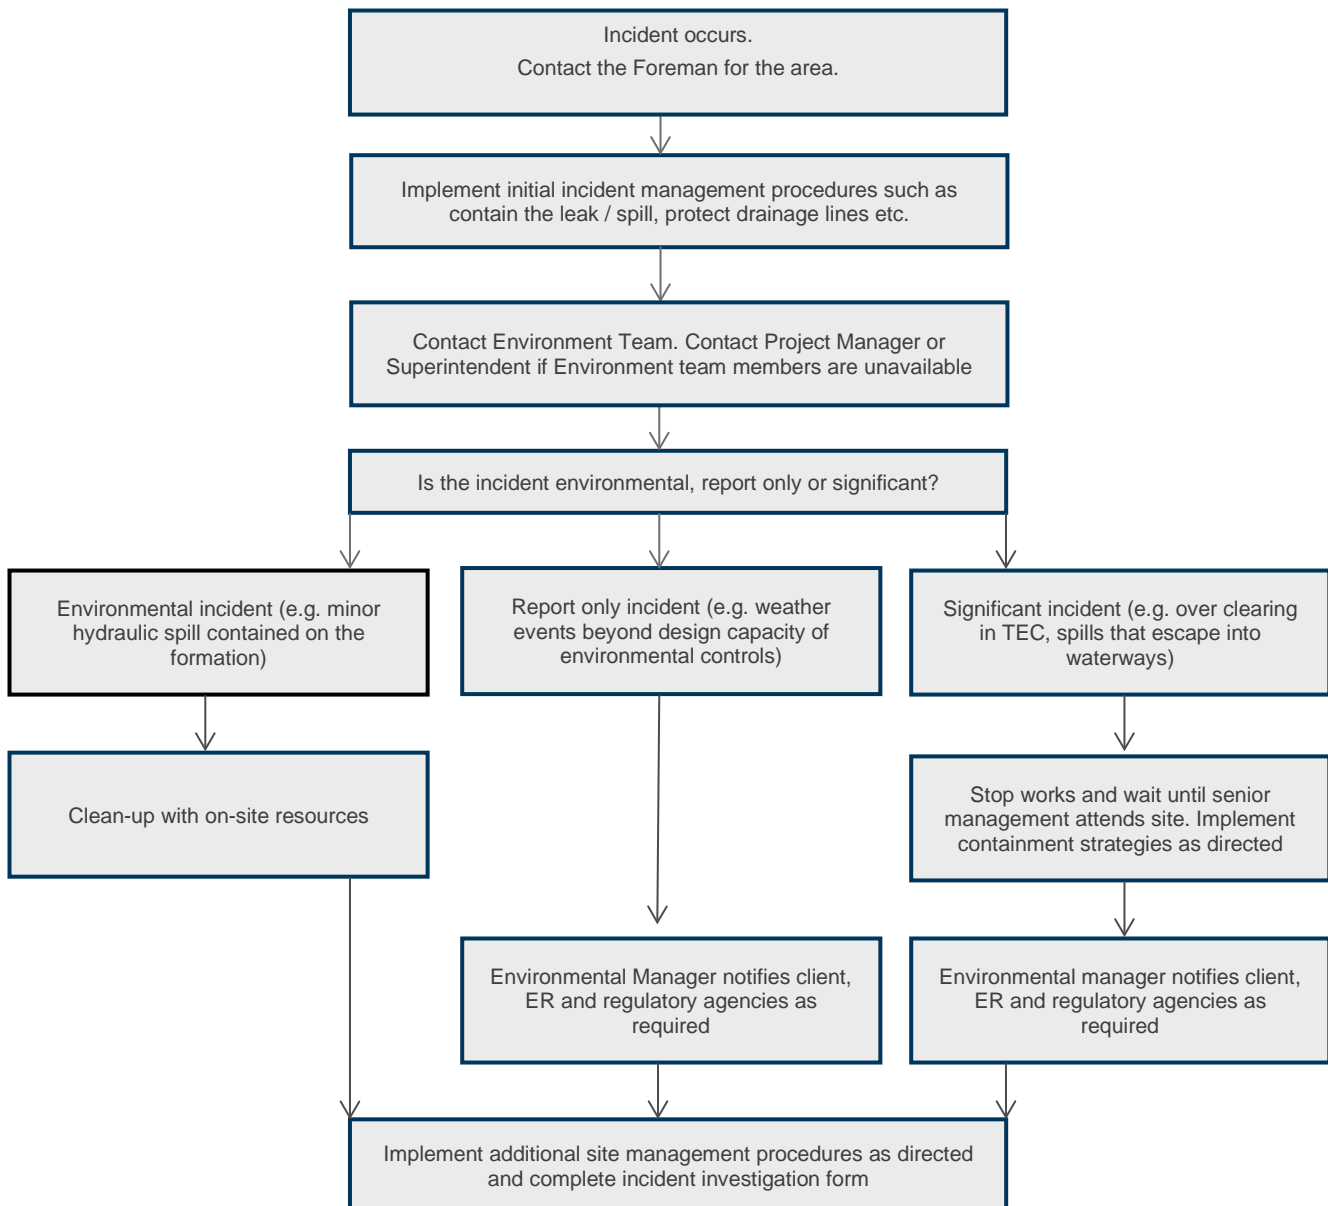 Incident occurs.
Contact the Foreman for the area.
Implement initial incident management procedures such as
contain the leak / spill, protect drainage lines etc.
Contact Environment Team. Contact Project Manager or
Superintendent if Environment team members are unavailable
Is the incident environmental, report only or significant?
Environmental incident (e.g. minor
hydraulic spill contained on the
formation)
Report only incident (e.g. weather
events beyond design capacity of
environmental controls)
Significant incident (e.g. over clearing
in TEC, spills that escape into
waterways)
Clean-up with on-site resources
Stop works and wait until senior
management attends site. Implement
containment strategies as directed
Environmental Manager notifies client,
ER and regulatory agencies as
required
Environmental manager notifies client,
ER and regulatory agencies as
required
Implement additional site management procedures as directed
and complete incident investigation form